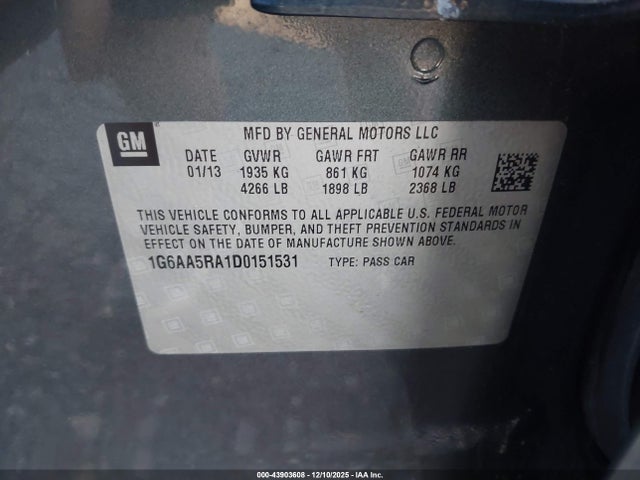 GM
MFD BY GENERAL MOTORS LLC
DATE GVWR GAWR FRT GAWR RR
01/13 1935 KG 861 KG 1074 KG
4266 LB 1898 LB 2368 LB
THIS VEHICLE CONFORMS TO ALL APPLICABLE U.S. FEDERAL MOTOR
VEHICLE SAFETY, BUMPER, AND THEFT PREVENTION STANDARDS IN
EFFECT ON THE DATE OF MANUFACTURE SHOWN ABOVE.
1G6AA5RA1D0151531 TYPE: PASS CAR
000-43903608 - 12/10/2025 - IAA Inc.